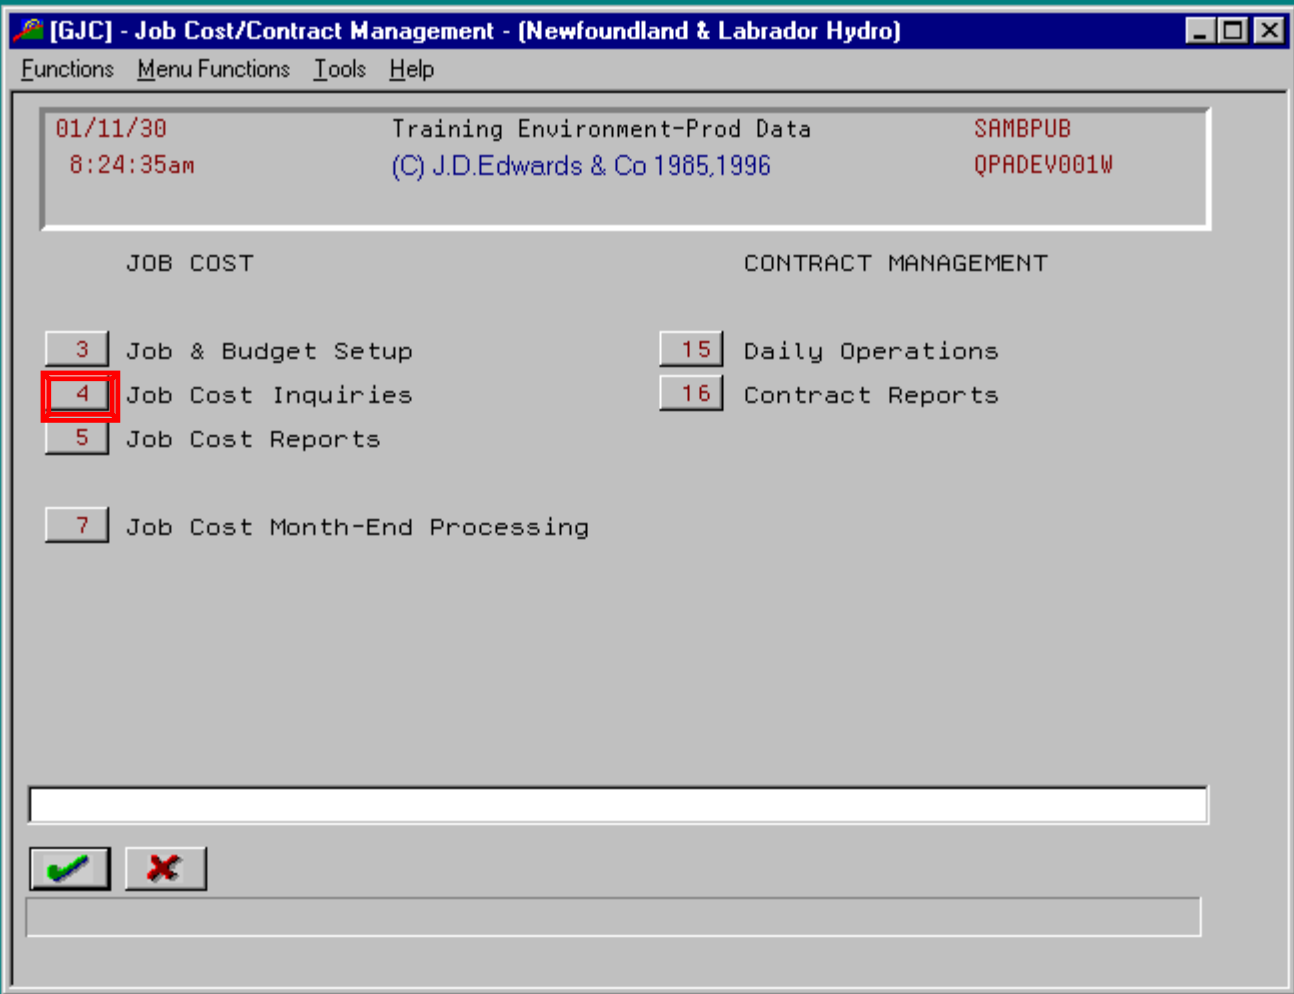 [GJC] - Job Cost/Contract Management - (Newfoundland & Labrador Hydro)
Functions Menu Functions Tools Help
01/11/30 Training Environment-Prod Data SAMBPUB
8:24:35am (C) J.D.Edwards & Co 1985,1996 QPADEV001W
JOB COST CONTRACT MANAGEMENT
3 Job & Budget Setup 15 Daily Operations
4 Job Cost Inquiries 16 Contract Reports
5 Job Cost Reports
7 Job Cost Month-End Processing